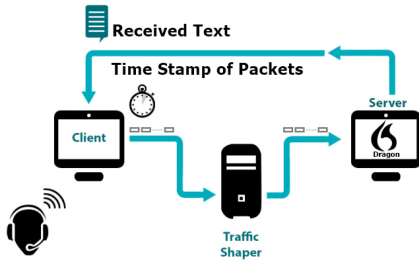 Received Text
Time Stamp of Packets
Server
Client
Dragon
Traffic
Shaper